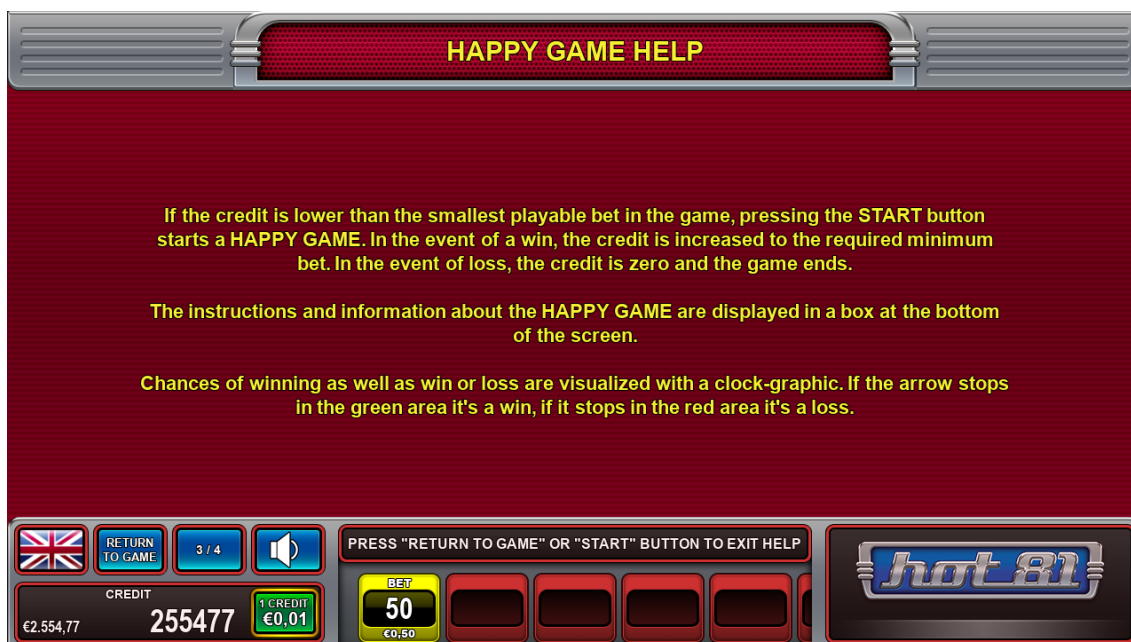 HAPPY GAME HELP
If the credit is lower than the smallest playable bet in the game, pressing the START button
starts a HAPPY GAME. In the event of a win, the credit is increased to the required minimum
bet. In the event of loss, the credit is zero and the game ends.
The instructions and information about the HAPPY GAME are displayed in a box at the bottom
of the screen.
Chances of winning as well as win or loss are visualized with a clock-graphic. If the arrow stops
in the green area it's a win, if it stops in the red area it's a loss.
RETURN
TO GAME
3 / 4
PRESS "RETURN TO GAME" OR "START" BUTTON TO EXIT HELP
CREDIT
€2.554,77
255477
1 CREDIT
€0,01
BET
50
€0,50
hot 81